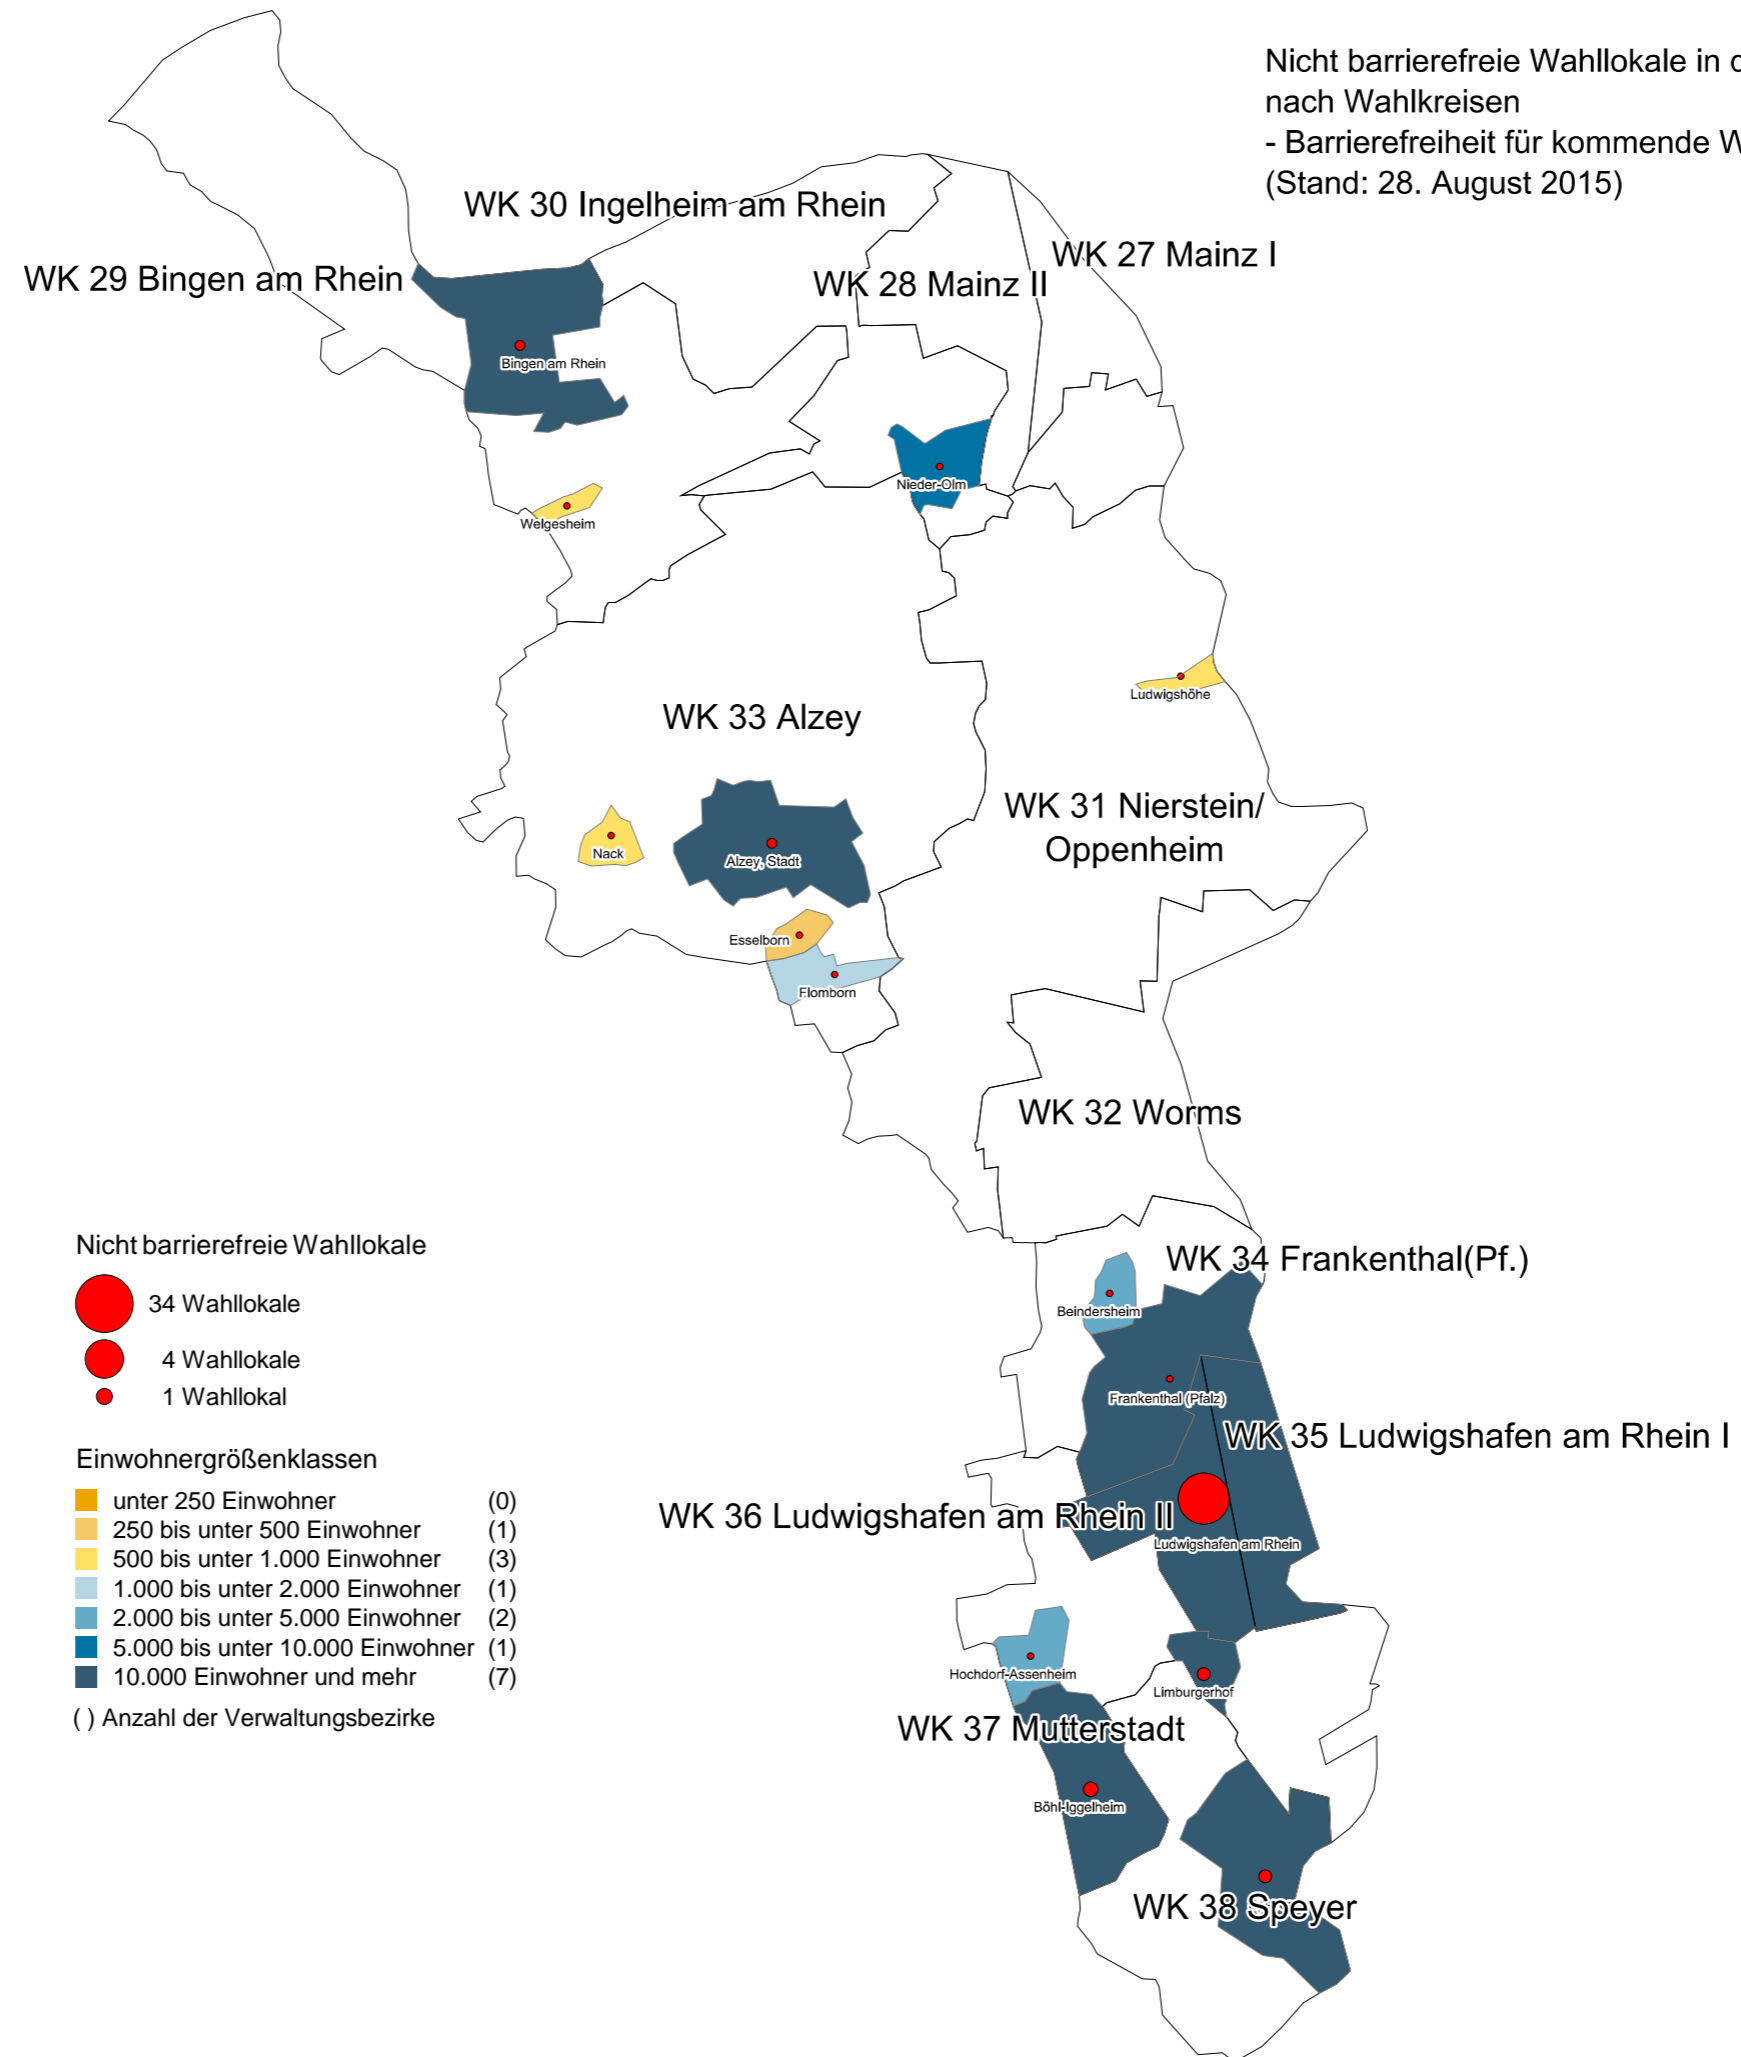 Nicht barrierefreie Wahllokale in
nach Wahlkreisen
- Barrierefreiheit für kommende
(Stand: 28. August 2015)
WK 30 Ingelheim am Rhein
WK 27 Mainz I
WK 29 Bingen am Rhein
WK 28 Mainz II
Bingen am Rhein
Nieder-Olm
Welgesheim
Ludwigshöhe
WK 33 Alzey
WK 31 Nierstein/
Oppenheim
Nack
Alzey, Stadt
Esselborn
Flomborn
WK 32 Worms
Nicht barrierefreie Wahllokale
34 Wahllokale
4 Wahllokale
1 Wahllokal
WK 34 Frankenthal(Pf.)
Beindersheim
Frankenthal (Pfalz)
WK 35 Ludwigshafen am Rhein I
WK 36 Ludwigshafen am Rhein II
Ludwigshafen am Rhein
Einwohnergrößenklassen
unter 250 Einwohner (0)
250 bis unter 500 Einwohner (1)
500 bis unter 1.000 Einwohner (3)
1.000 bis unter 2.000 Einwohner (1)
2.000 bis unter 5.000 Einwohner (2)
5.000 bis unter 10.000 Einwohner (1)
10.000 Einwohner und mehr (7)
( ) Anzahl der Verwaltungsbezirke
Hochdorf-Assenheim
Limburgerhof
WK 37 Mutterstadt
Böhl-Iggelheim
WK 38 Speyer